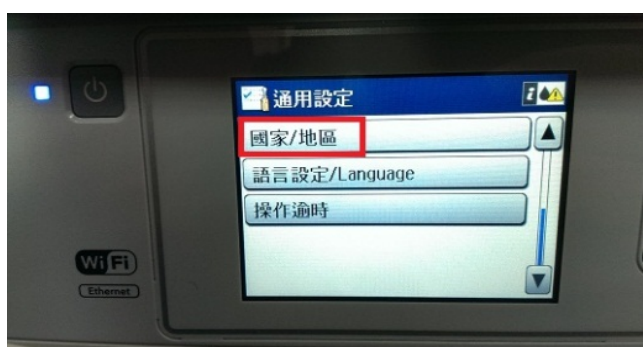 通用設定
國家/地區
語言設定/Language
操作逾時
WiFi
Ethernet